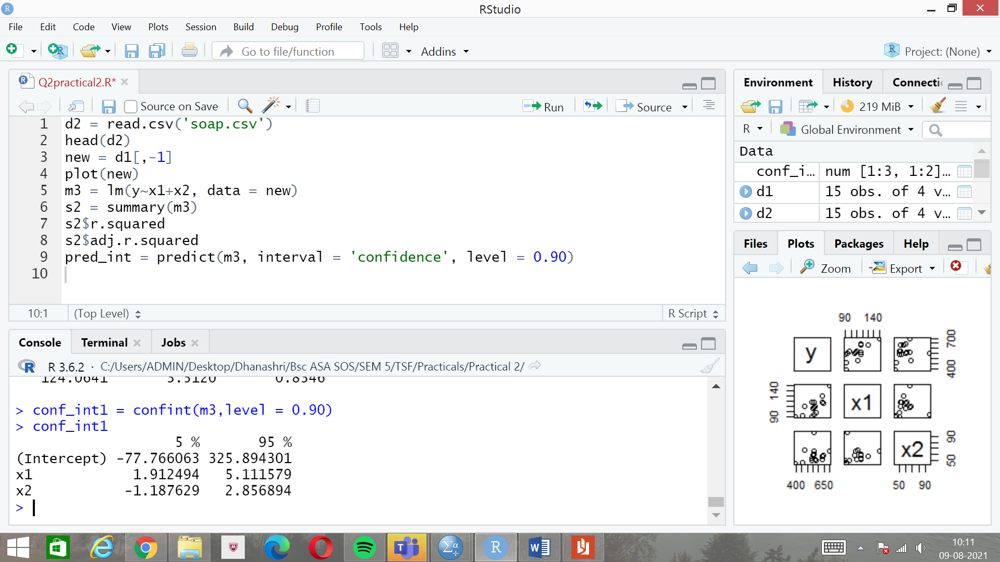 RStudio
File Edit Code View Plots Session Build Debug Profile Tools Help
Go to file/function Addins Project: (None)
Q2practical2.R*
Source on Save Run Source
1 d2 = read.csv('soap.csv')
2 head(d2)
3 new = d1[,-1]
4 plot(new)
5 m3 = lm(y~x1+x2, data = new)
6 s2 = summary(m3)
7 s2$r.squared
8 s2$adj.r.squared
9 pred_int = predict(m3, interval = 'confidence', level = 0.90)
10
10:1 (Top Level) R Script
Console Terminal Jobs
R 3.6.2 · C:/Users/ADMIN/Desktop/Dhanashri/Bsc ASA SOS/SEM 5/TSF/Practicals/Practical 2/
124.0641 3.5120 0.8346
> conf_int1 = confint(m3,level = 0.90)
> conf_int1
5 % 95 %
(Intercept) -77.766063 325.894301
x1 1.912494 5.111579
x2 -1.187629 2.856894
>
Environment History Connecti
219 MiB
R Global Environment
Data
conf_i… num [1:3, 1:2]…
d1 15 obs. of 4 v…
d2 15 obs. of 4 v…
Files Plots Packages Help
Zoom Export
90 140
y 400 700
90 140 x1
x2 50 90
400 650 50 90
10:11
09-08-2021